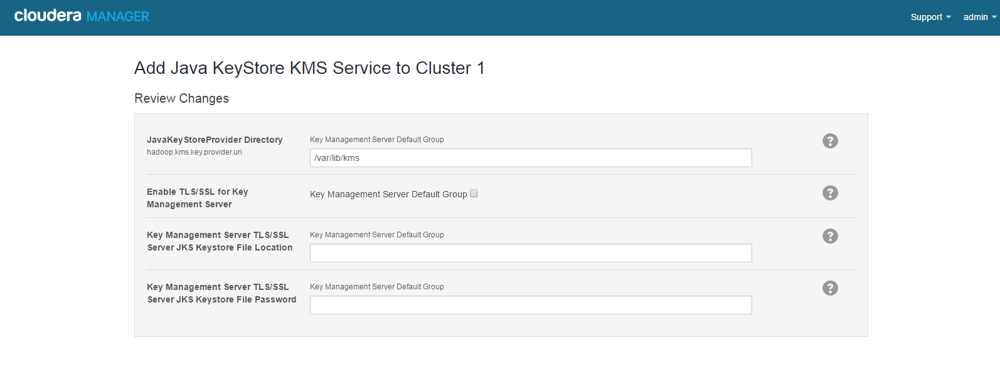 cloudera MANAGER
Support admin
Add Java KeyStore KMS Service to Cluster 1
Review Changes
JavaKeyStoreProvider Directory
hadoop.kms.key.provider.uri
Key Management Server Default Group
/var/lib/kms
?
Enable TLS/SSL for Key
Management Server
Key Management Server Default Group
?
Key Management Server TLS/SSL
Server JKS Keystore File Location
Key Management Server Default Group
?
Key Management Server TLS/SSL
Server JKS Keystore File Password
Key Management Server Default Group
?